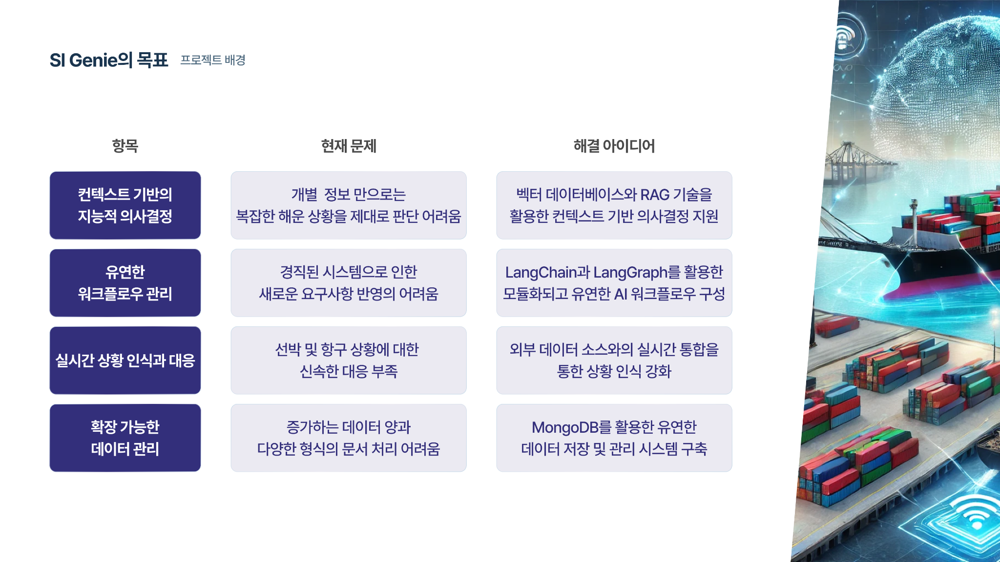 SI Genie의 목표 프로젝트 배경
항목 현재 문제 해결 아이디어
컨텍스트 기반의
지능적 의사결정
개별  정보 만으로는
복잡한 해운 상황을 제대로 판단 어려움
벡터 데이터베이스와 RAG 기술을
활용한 컨텍스트 기반 의사결정 지원
유연한
워크플로우 관리
경직된 시스템으로 인한
새로운 요구사항 반영의 어려움
LangChain과 LangGraph를 활용한
모듈화되고 유연한 AI 워크플로우 구성
실시간 상황 인식과 대응
선박 및 항구 상황에 대한
신속한 대응 부족
외부 데이터 소스와의 실시간 통합을
통한 상황 인식 강화
확장 가능한
데이터 관리
증가하는 데이터 양과
다양한 형식의 문서 처리 어려움
MongoDB를 활용한 유연한
데이터 저장 및 관리 시스템 구축